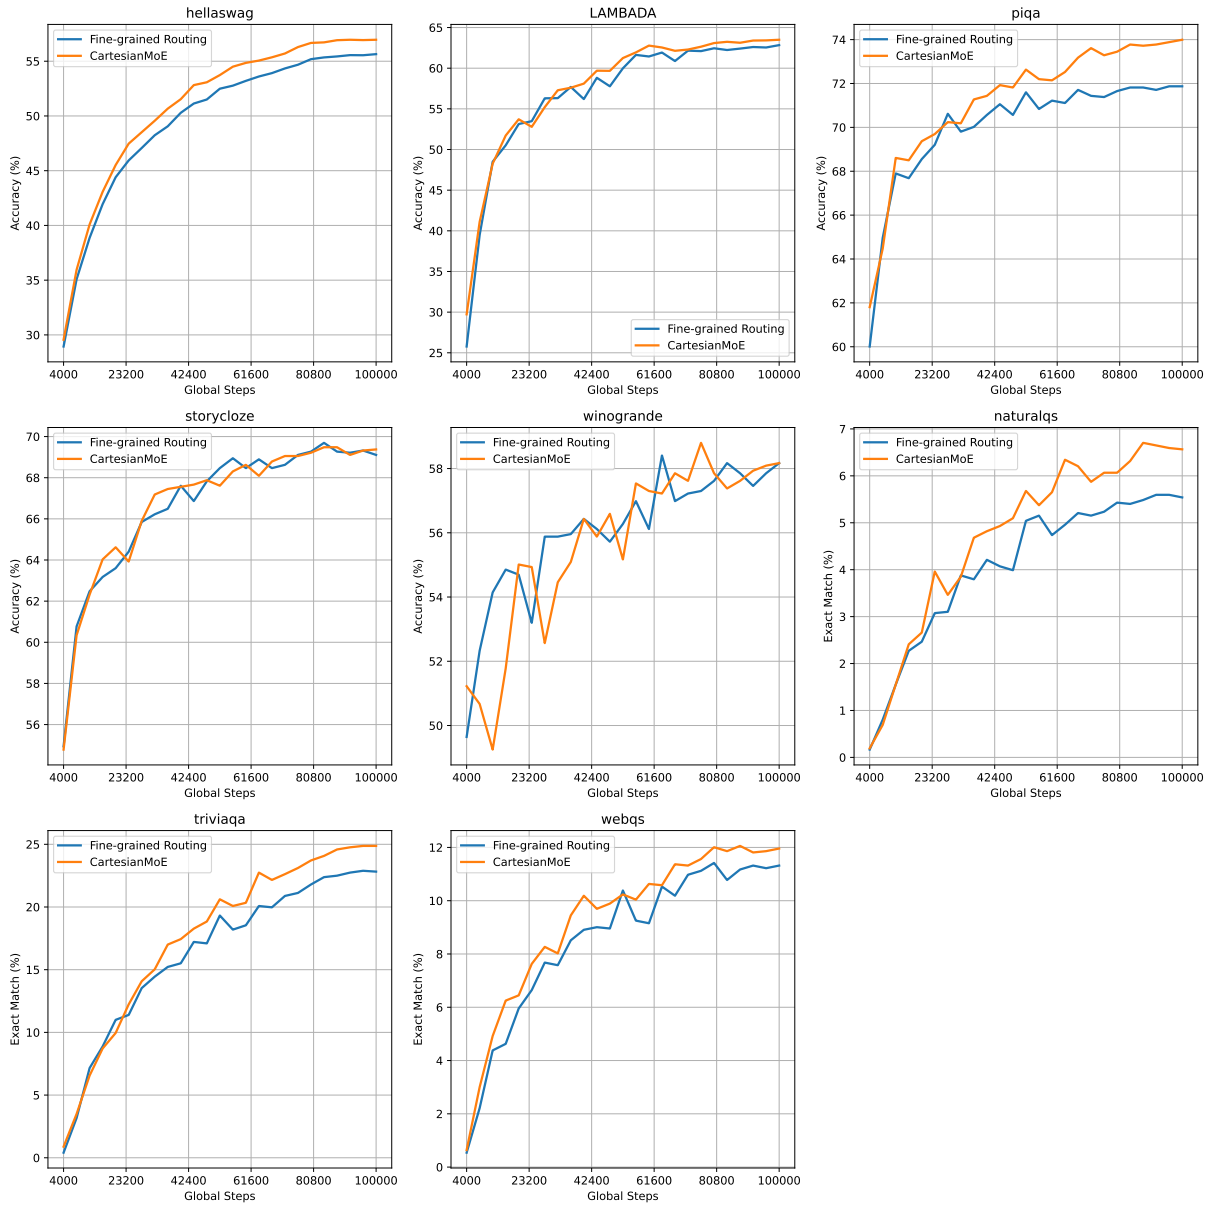 hellaswag
Fine-grained Routing
CartesianMoE
Accuracy (%)
55
50
45
40
35
30
4000 23200 42400 61600 80800 100000
Global Steps
LAMBADA
Fine-grained Routing
CartesianMoE
Accuracy (%)
65
60
55
50
45
40
35
30
25
4000 23200 42400 61600 80800 100000
Global Steps
piqa
Fine-grained Routing
CartesianMoE
Accuracy (%)
74
72
70
68
66
64
62
60
4000 23200 42400 61600 80800 100000
Global Steps
storycloze
Fine-grained Routing
CartesianMoE
Accuracy (%)
70
68
66
64
62
60
58
56
4000 23200 42400 61600 80800 100000
Global Steps
winogrande
Fine-grained Routing
CartesianMoE
Accuracy (%)
58
56
54
52
50
4000 23200 42400 61600 80800 100000
Global Steps
naturalqs
Fine-grained Routing
CartesianMoE
Exact Match (%)
7
6
5
4
3
2
1
0
4000 23200 42400 61600 80800 100000
Global Steps
triviaqa
Fine-grained Routing
CartesianMoE
Exact Match (%)
25
20
15
10
5
0
4000 23200 42400 61600 80800 100000
Global Steps
webqs
Fine-grained Routing
CartesianMoE
Exact Match (%)
12
10
8
6
4
2
0
4000 23200 42400 61600 80800 100000
Global Steps